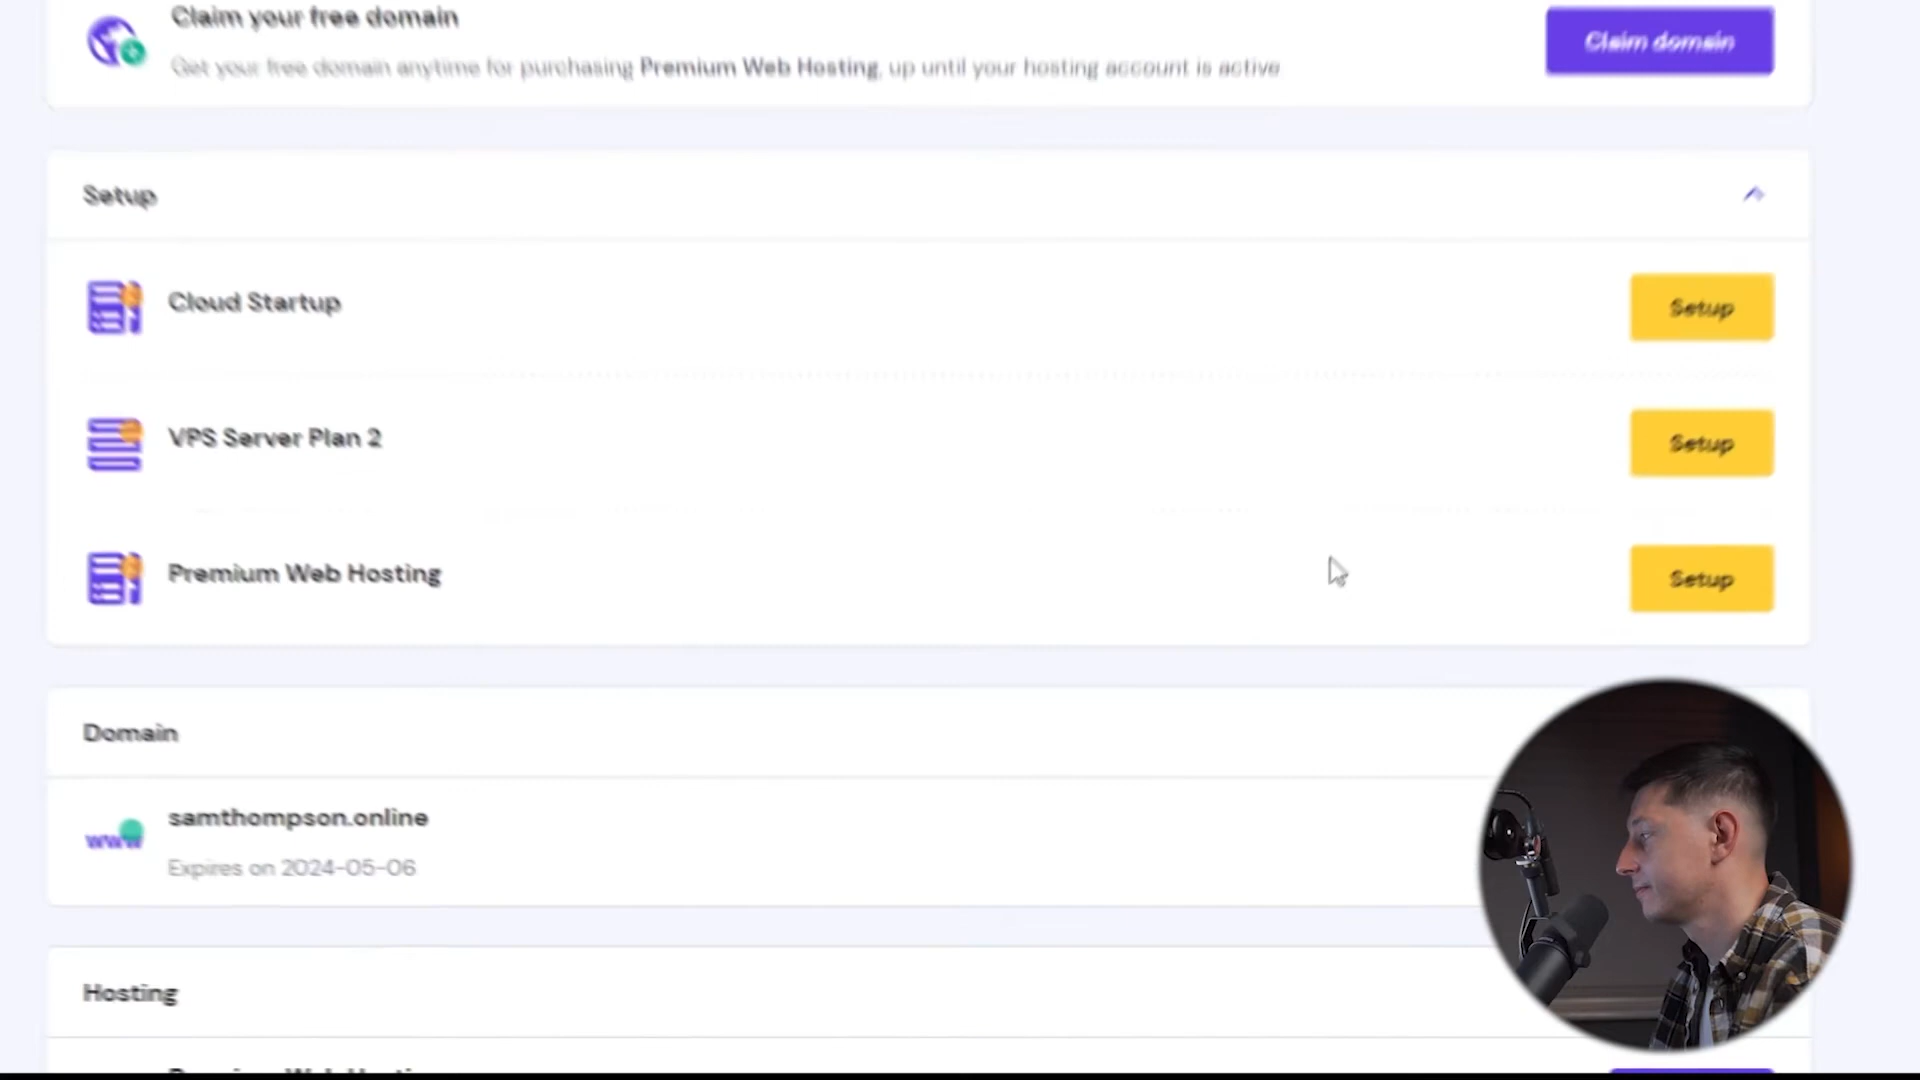 Claim your free domain
Get your free domain anytime for purchasing Premium Web Hosting, up until your hosting account is active
Claim domain
Setup
Cloud Startup
Setup
VPS Server Plan 2
Setup
Premium Web Hosting
Setup
Domain
www
samthompson.online
Expires on 2024-05-06
Hosting